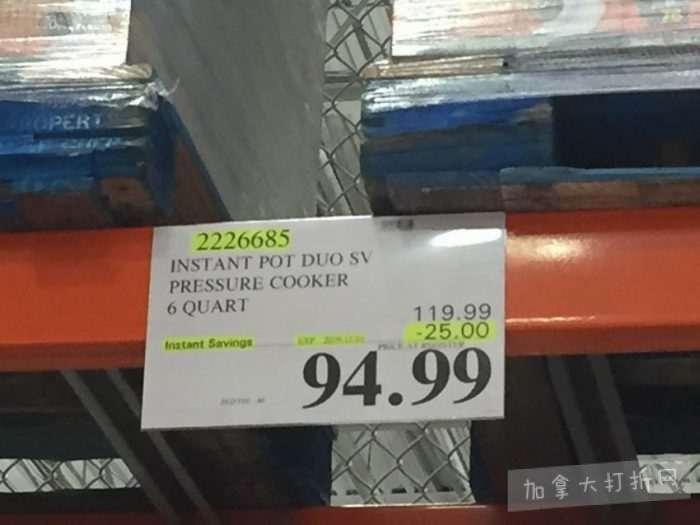 2226685
INSTANT POT DUO SV
PRESSURE COOKER
6 QUART
119.99
-25.00
Instant Savings
94.99
加拿大打折网